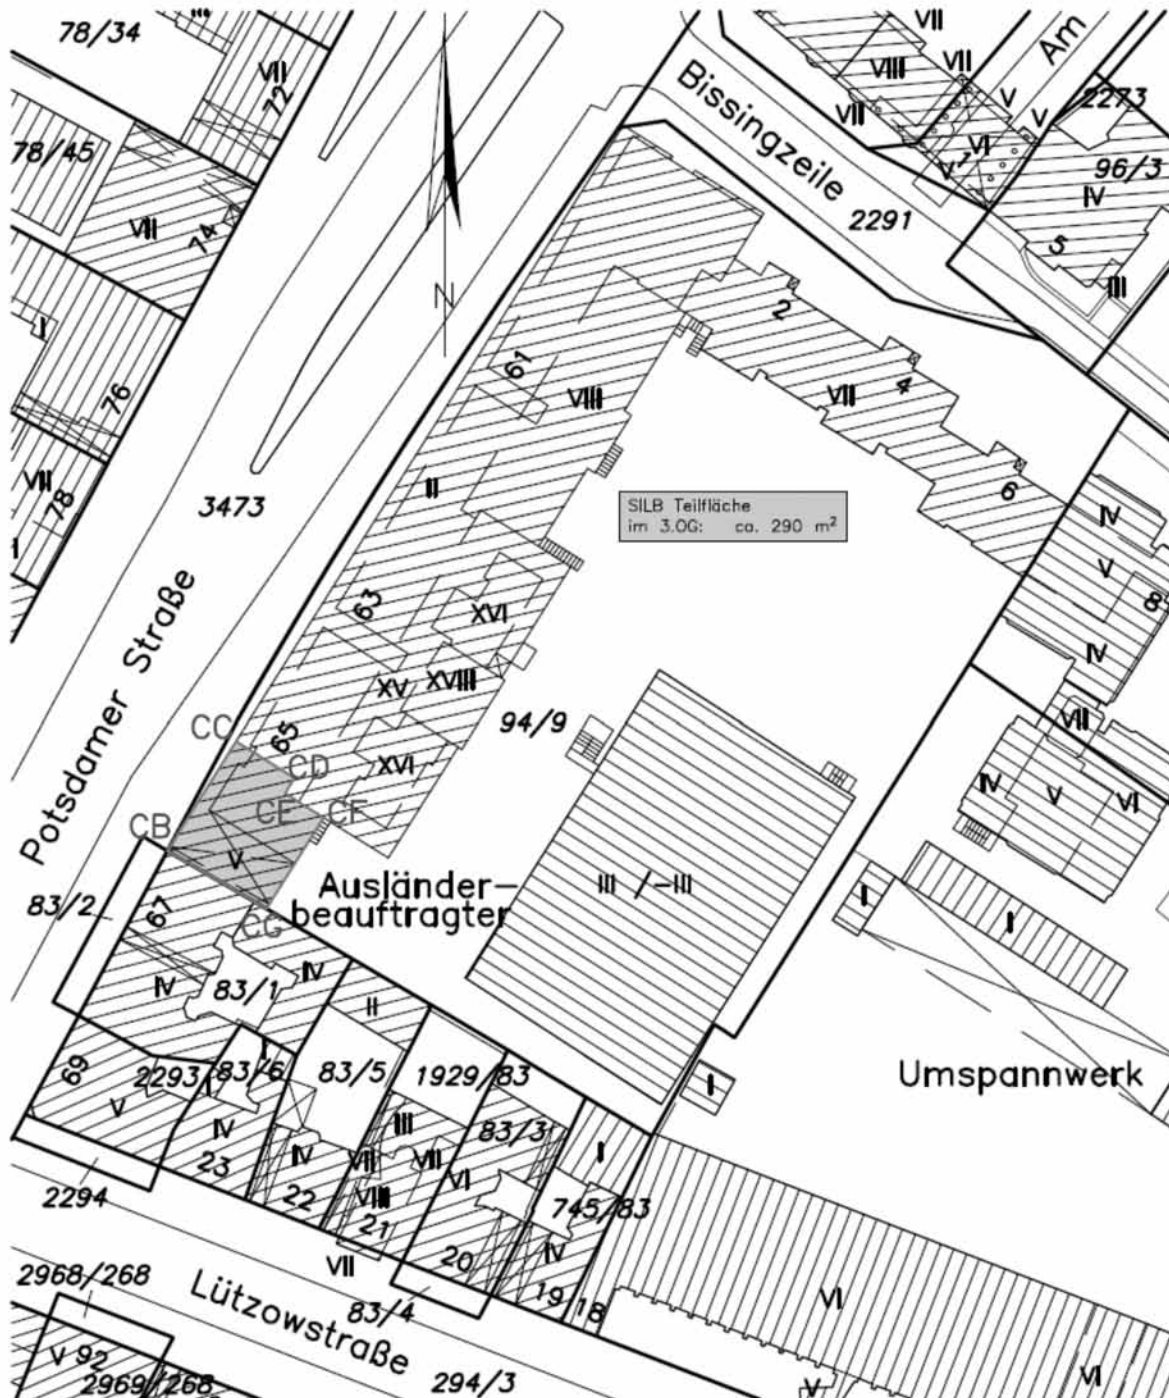 78/34
VII
72
78/45
VII
74
76
VII
78
I
I
3473
Potsdamer Straße
N
Bissingzeile
2291
VII
VIII
VII
VII
V
V
VI
V
1
Am
2273
96/3
IV
5
III
61
VIII
II
2
4
VII
6
SILB Teilfläche
im 3.OG: ca. 290 m²
IV
V
8
IV
VII
IV
V
VI
63
XVI
XV
XVIII
XVI
65
94/9
CC
CD
CE
CF
CB
CG
V
Ausländer-
beauftragter
III /-III
I
I
I
Umspannwerk
83/2
67
IV
83/1
IV
II
69
2293
83/6
I
I
83/5
1929/83
V
IV
23
IV
22
III
VII
VII
VIII
21
VI
83/3
20
I
745/83
IV
19
18
2294
VII
83/4
2968/268
Lützowstraße
294/3
V 92
2969/268
VI
VI
V